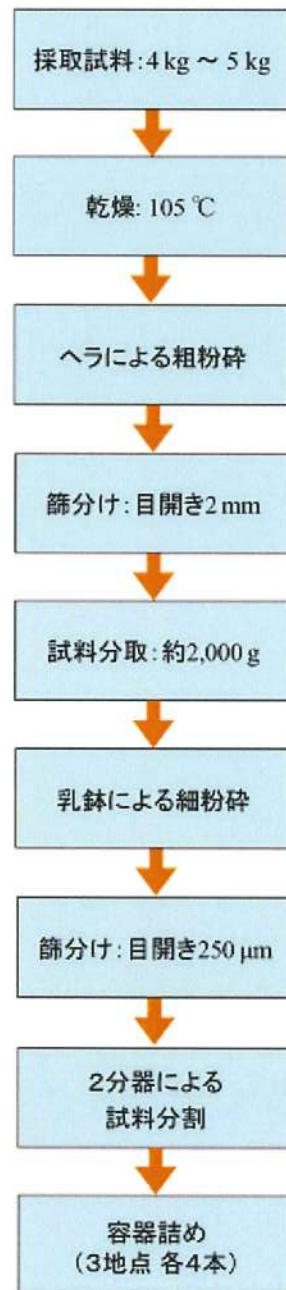 採取試料:4 kg ～ 5 kg
乾燥: 105 ℃
ヘラによる粗粉砕
篩分け:目開き2 mm
試料分取:約2,000 g
乳鉢による細粉砕
篩分け:目開き250 μm
2分器による
試料分割
容器詰め
(3地点 各4本)